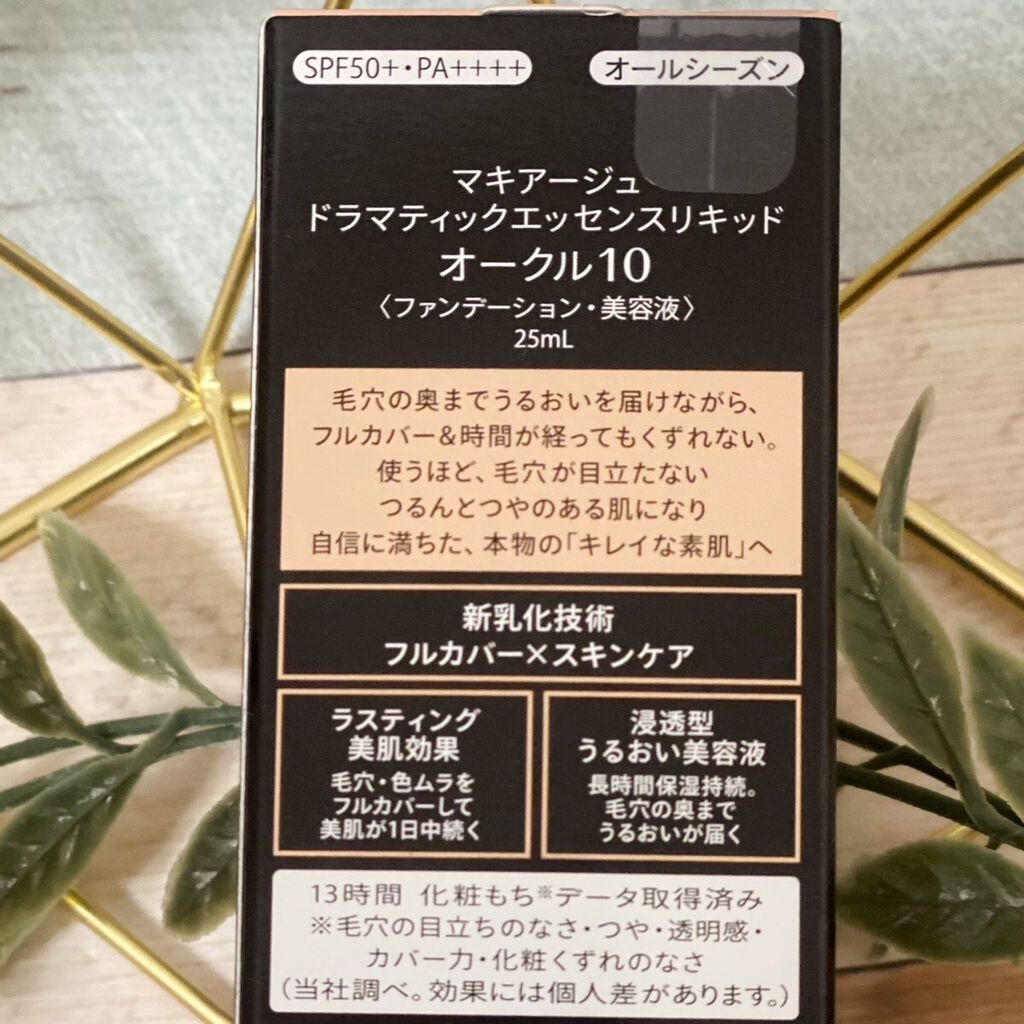 SPF50+・PA++++
オールシーズン
マキアージュ
ドラマティックエッセンスリキッド
オークル10
〈ファンデーション・美容液〉
25mL
毛穴の奥までうるおいを届けながら、
フルカバー&時間が経ってもくずれない。
使うほど、毛穴が目立たない
つるんとつやのある肌になり
自信に満ちた、本物の「キレイな素肌」へ
新乳化技術
フルカバー×スキンケア
ラスティング
美肌効果
毛穴・色ムラを
フルカバーして
美肌が1日中続く
浸透型
うるおい美容液
長時間保湿持続。
毛穴の奥まで
うるおいが届く
13時間 化粧もち※データ取得済み
※毛穴の目立ちのなさ・つや・透明感・
カバー力・化粧くずれのなさ
(当社調べ。効果には個人差があります。)